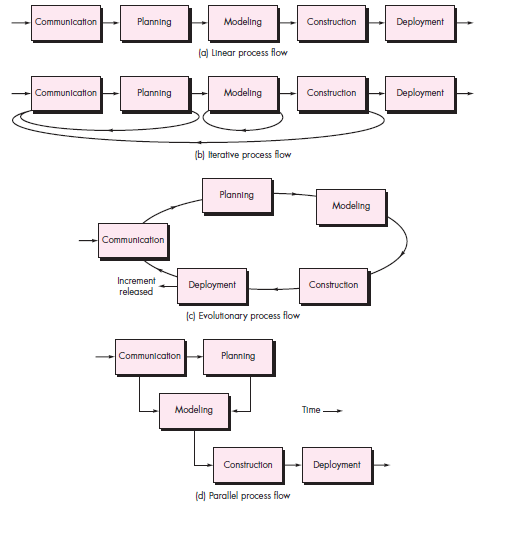 Communication Planning Modeling Construction Deployment
(a) Linear process flow
Communication Planning Modeling Construction Deployment
(b) Iterative process flow
Planning
Modeling
Communication
Increment
released
Deployment
Construction
(c) Evolutionary process flow
Communication Planning
Modeling
Time
Construction Deployment
(d) Parallel process flow